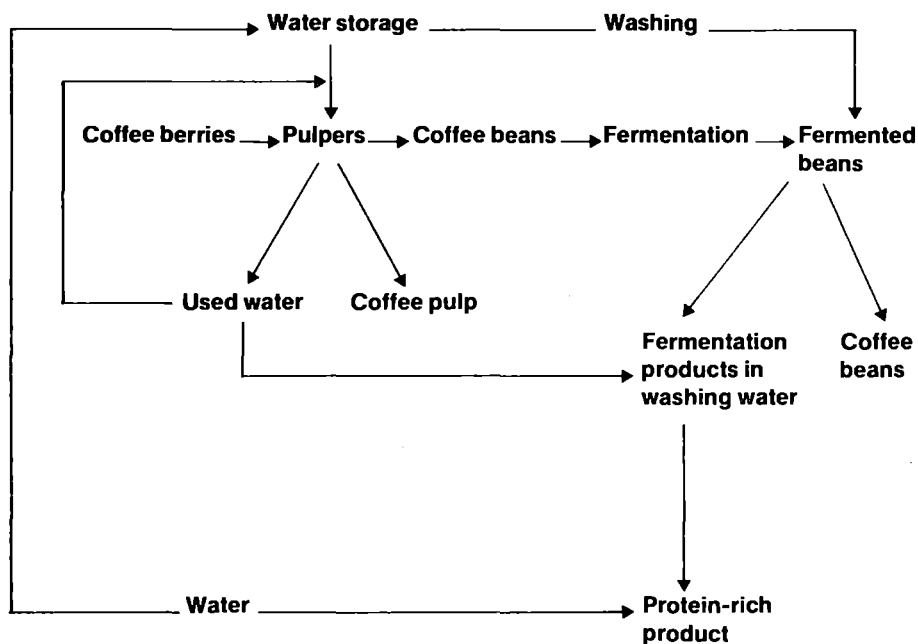 Water storage
Washing
Coffee berries
Pulpers
Coffee beans
Fermentation
Fermented
beans
Used water
Coffee pulp
Fermentation
products in
washing water
Coffee
beans
Water
Protein-rich
product